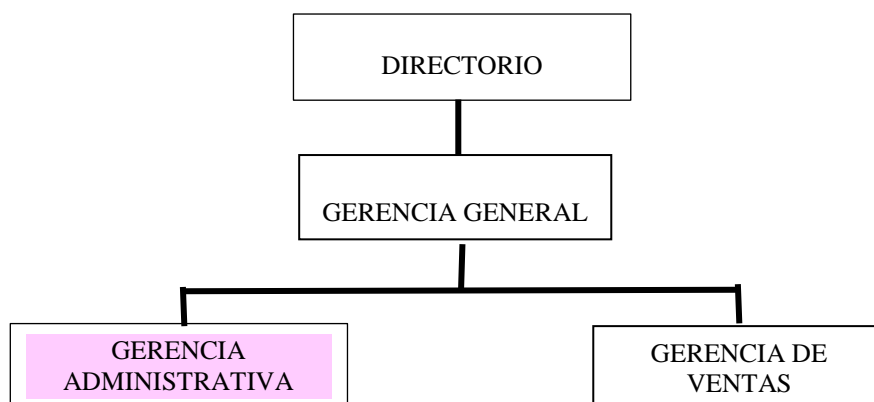 DIRECTORIO
GERENCIA GENERAL
GERENCIA
ADMINISTRATIVA
GERENCIA DE
VENTAS